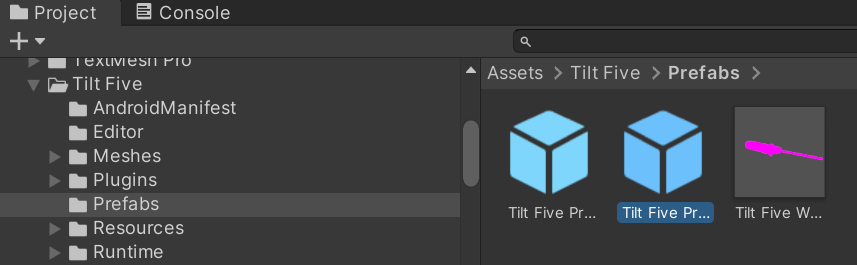 Project
Console
TextMesh Pro
Tilt Five
AndroidManifest
Editor
Meshes
Plugins
Prefabs
Resources
Runtime
Assets > Tilt Five > Prefabs >
Tilt Five Pr...
Tilt Five Pr...
Tilt Five W...